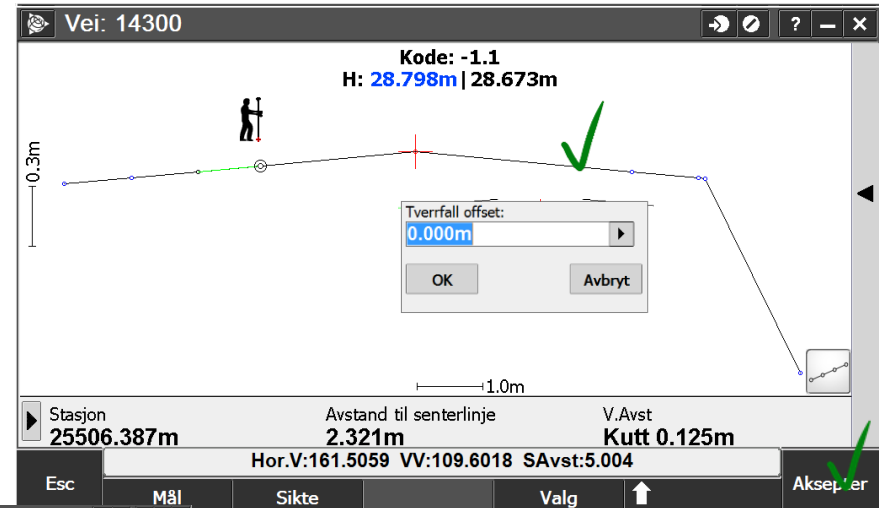 Vei: 14300
? – ×
Kode: -1.1
H: 28.798m|28.673m
0.3m
Tverrfall offset:
0.000m
OK Avbryt
1.0m
Stasjon Avstand til senterlinje V.Avst
25506.387m 2.321m Kutt 0.125m
Hor.V:161.5059 VV:109.6018 SAvst:5.004
Esc Mål Sikte Valg Aksepter